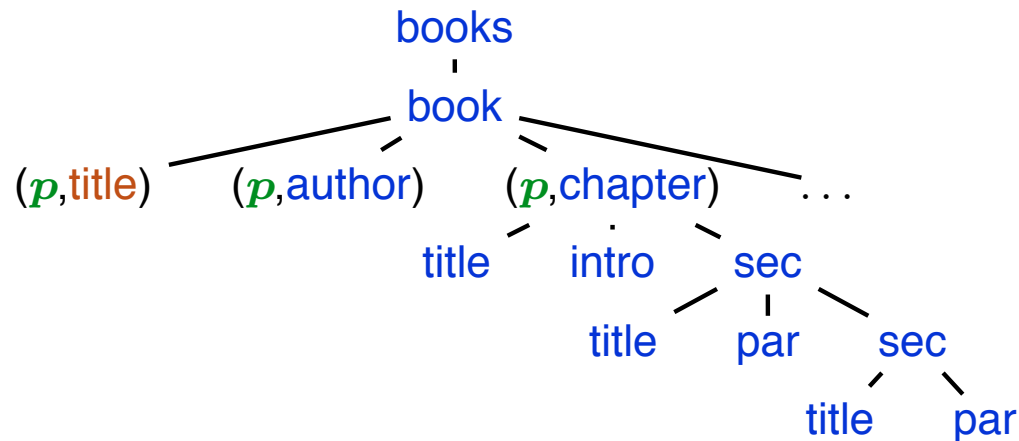 books
book
(p,title) (p,author) (p,chapter) ...
title intro sec
title par sec
title par